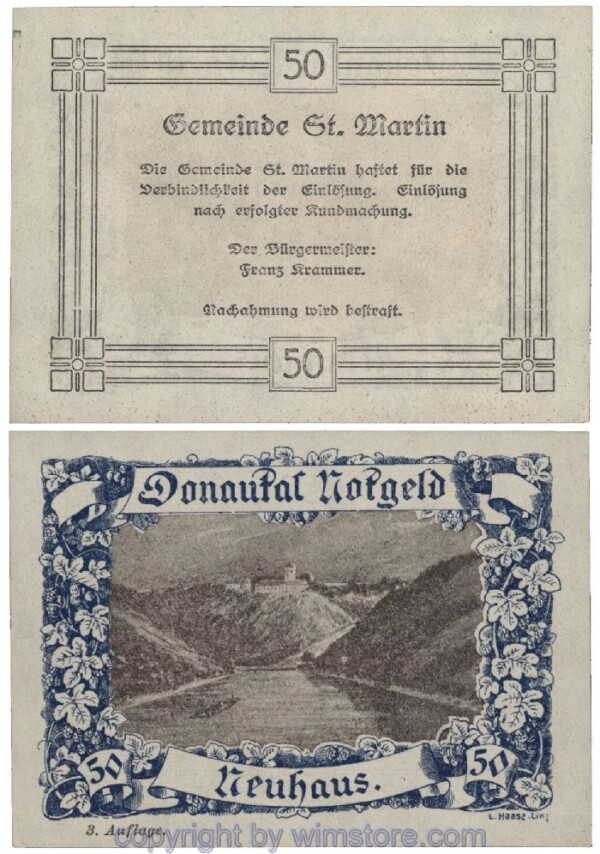 50
Gemeinde St. Martin
Die Gemeinde St. Martin haftet für die
Verbindlichkeit der Einlösung. Einlösung
nach erfolgter Kundmachung.
Der Bürgermeister:
Franz Krammer.
Nachahmung wird bestraft.
50
Donautal Notgeld
50
50
Neuhaus.
L. Haase-Linz
3. Auflage.
copyright by wimstore.com